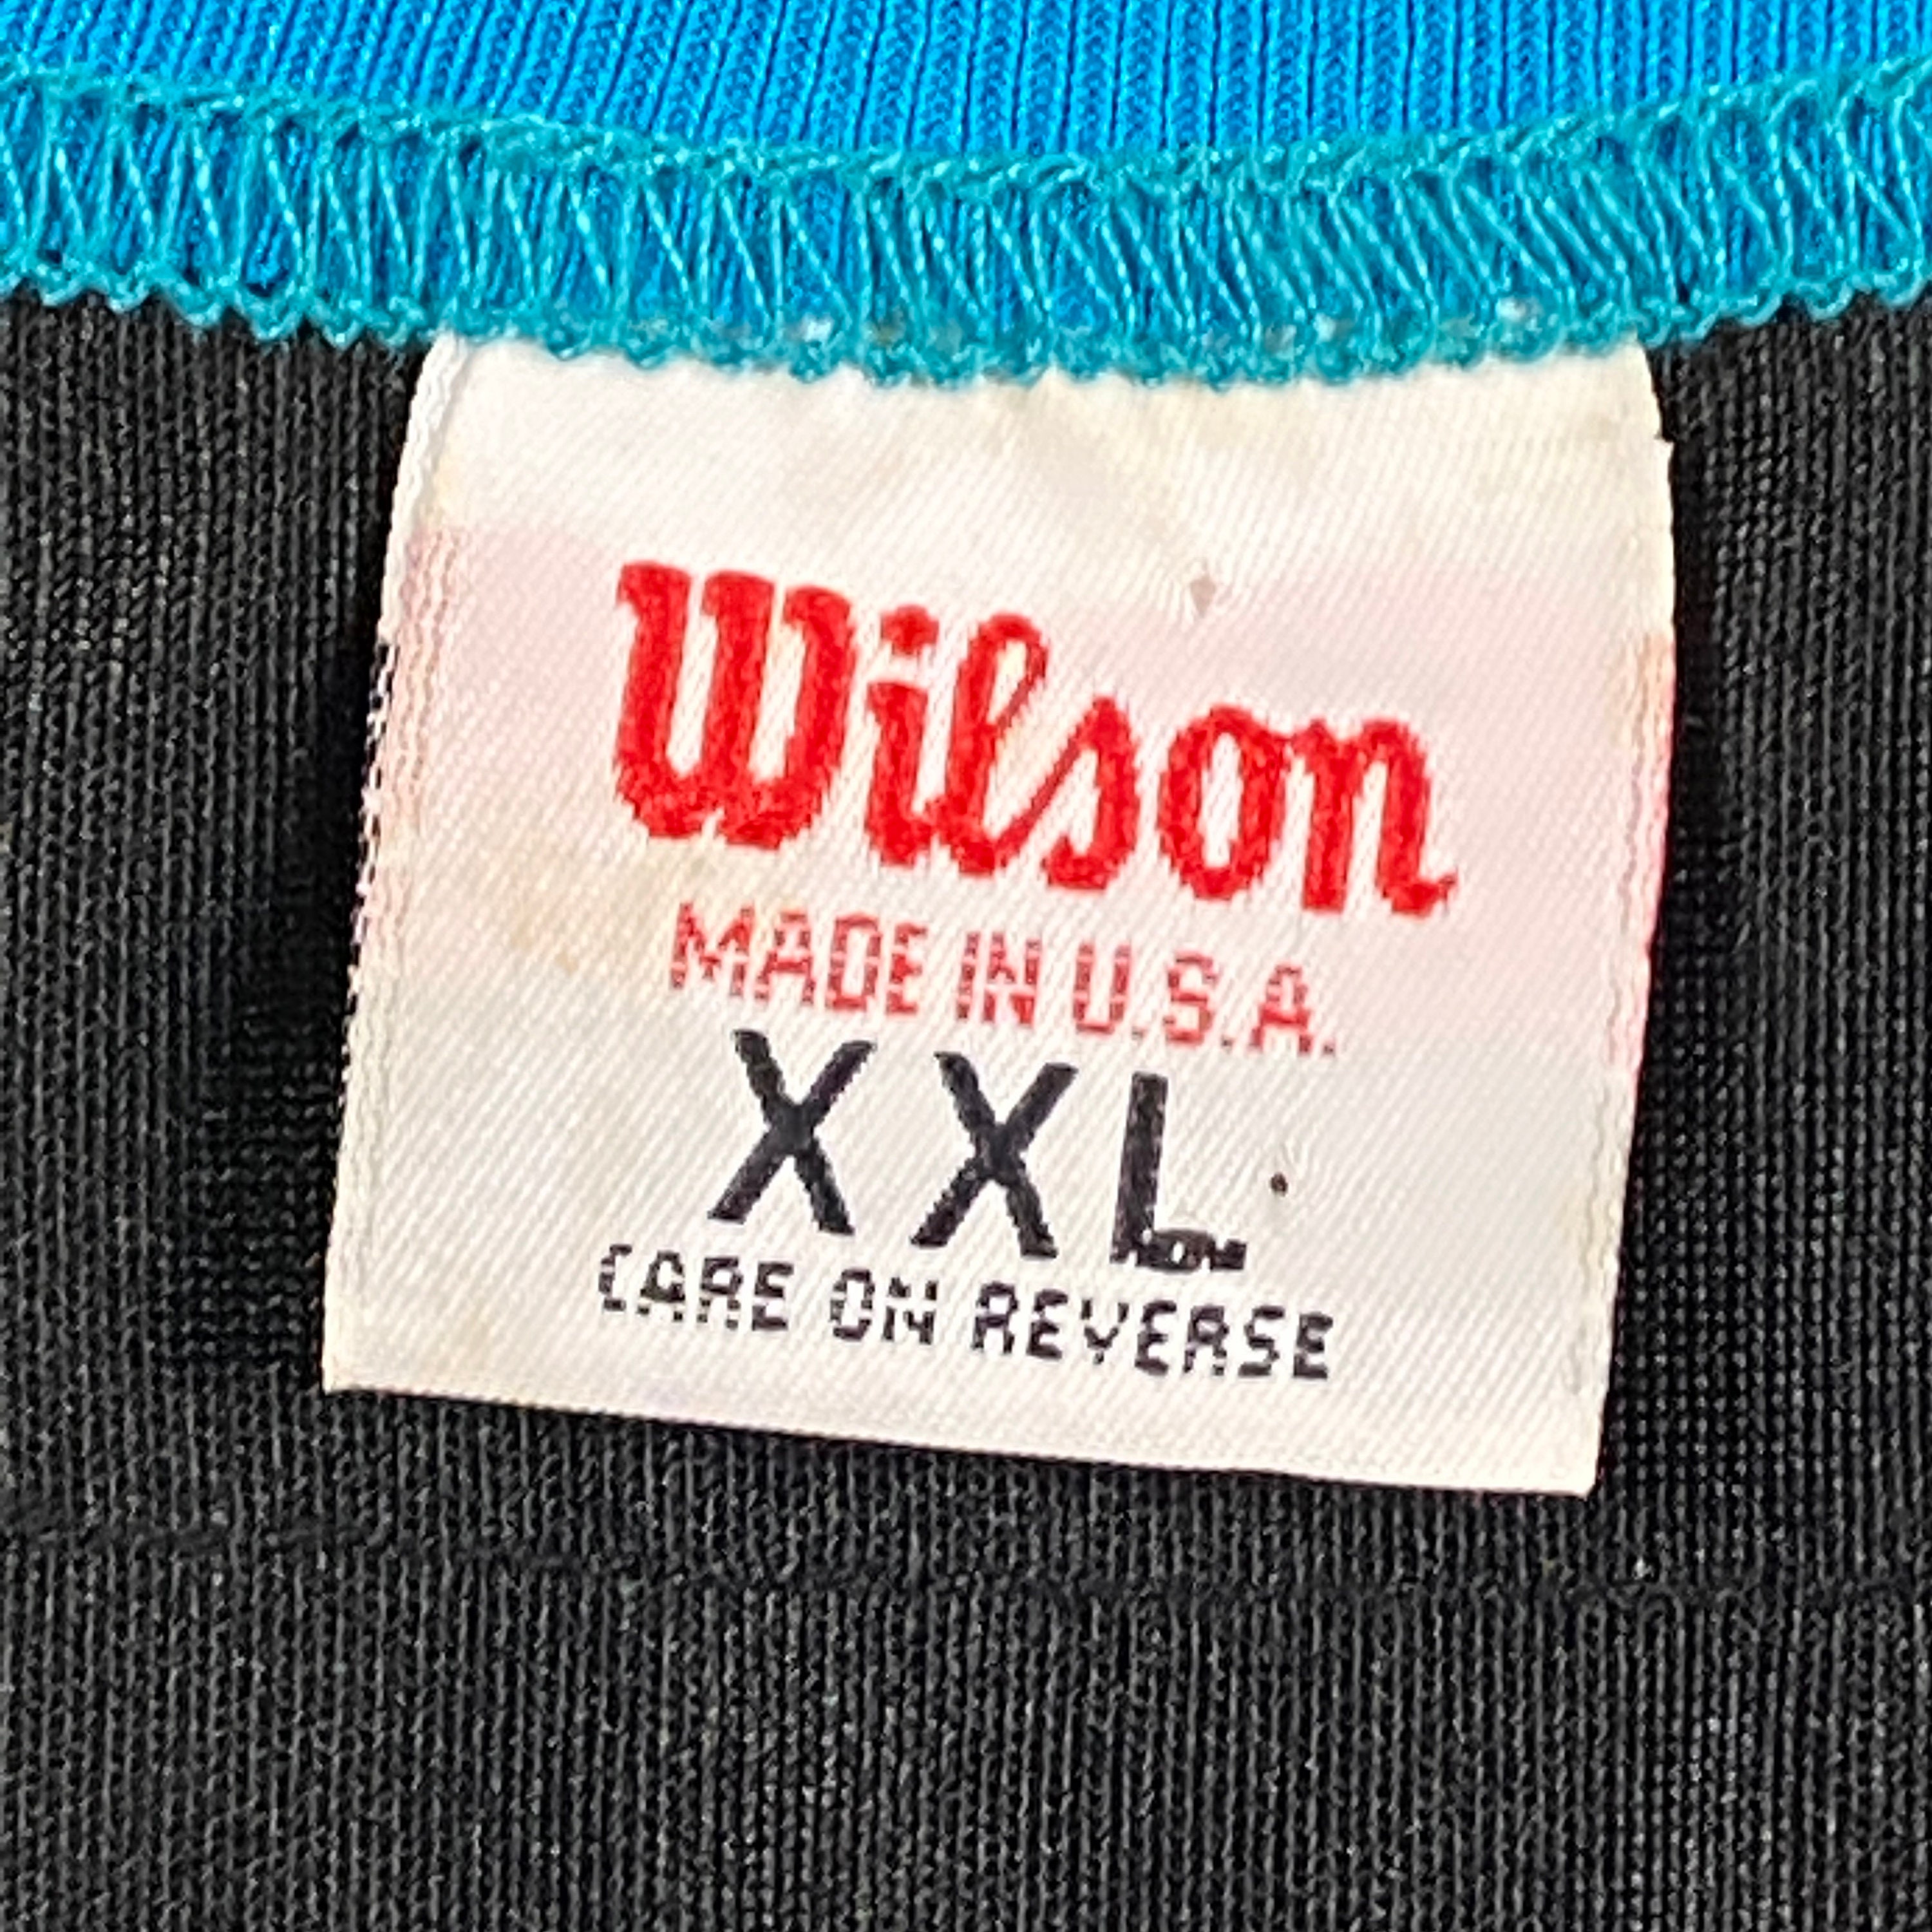 Wilson
MADE IN U.S.A.
XXL
CARE ON REVERSE